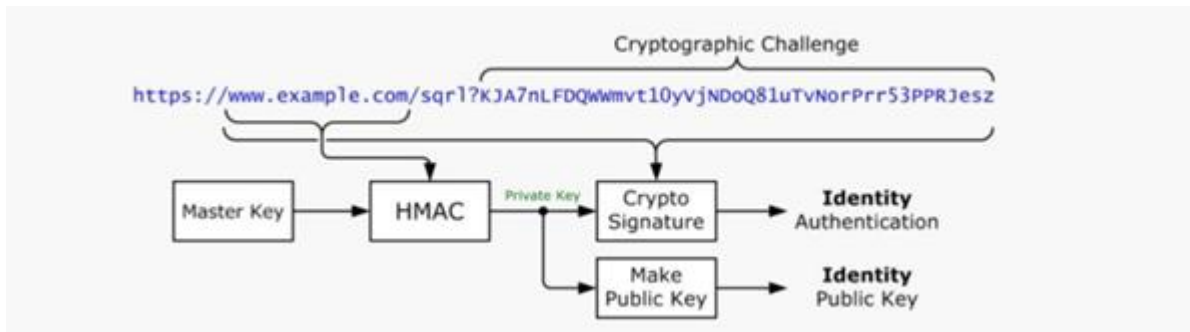 Cryptographic Challenge
https://www.example.com/sqrl?KJA7nLFDQWWmvt10yVjNDoQ81uTvNorPrr53PPRJesz
Master Key
HMAC
Private Key
Crypto
Signature
Identity
Authentication
Make
Public Key
Identity
Public Key